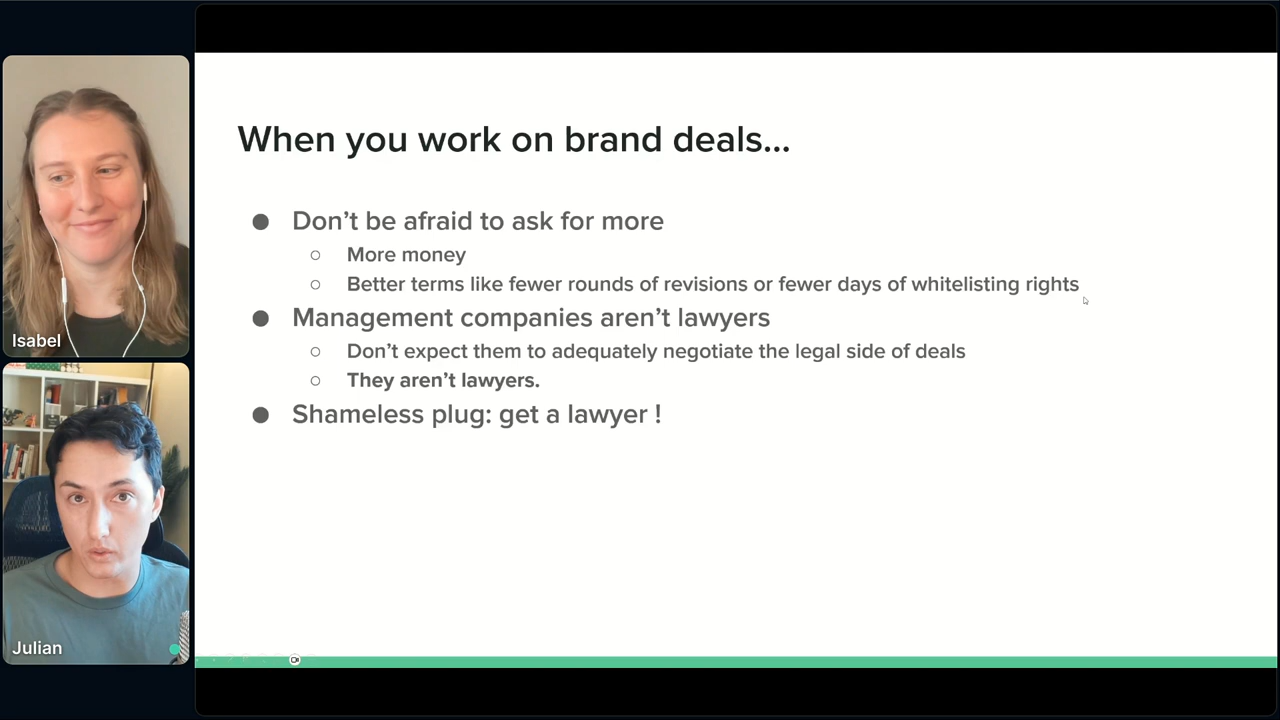 When you work on brand deals...
● Don't be afraid to ask for more
○ More money
○ Better terms like fewer rounds of revisions or fewer days of whitelisting rights
● Management companies aren't lawyers
○ Don't expect them to adequately negotiate the legal side of deals
○ They aren't lawyers.
● Shameless plug: get a lawyer !
Isabel
Julian